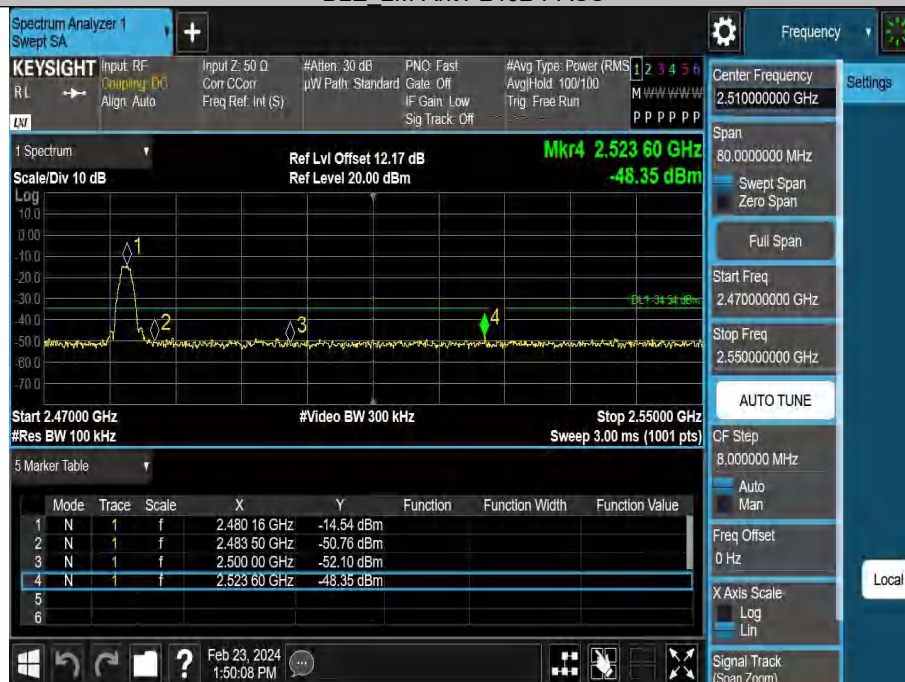 Spectrum Analyzer 1
Swept SA
Frequency
KEYSIGHT
RL
LXI
Input: RF
Coupling: DC
Align: Auto
Input Z: 50 Ω
Corr CCorr
Freq Ref: Int (S)
#Atten: 30 dB
µW Path: Standard
PNO: Fast
Gate: Off
IF Gain: Low
Sig Track: Off
#Avg Type: Power (RMS
Avg|Hold: 100/100
Trig: Free Run
1 2 3 4 5 6
M W W W W W
P P P P P P
Center Frequency
2.510000000 GHz
Settings
Span
80.0000000 MHz
Swept Span
Zero Span
Full Span
Start Freq
2.470000000 GHz
Stop Freq
2.550000000 GHz
AUTO TUNE
CF Step
8.000000 MHz
Auto
Man
Freq Offset
0 Hz
X Axis Scale
Log
Lin
Signal Track
(Span Zoom)
Local
1 Spectrum
Scale/Div 10 dB
Ref Lvl Offset 12.17 dB
Ref Level 20.00 dBm
Mkr4 2.523 60 GHz
-48.35 dBm
Log
10.0
0.00
-10.0
-20.0
-30.0
-40.0
-50.0
-60.0
-70.0
1
2
3
4
DL1 -34.54 dBm
Start 2.47000 GHz
#Video BW 300 kHz
Stop 2.55000 GHz
#Res BW 100 kHz
Sweep 3.00 ms (1001 pts)
5 Marker Table
Mode Trace Scale X Y Function Function Width Function Value
1 N 1 f 2.480 16 GHz -14.54 dBm
2 N 1 f 2.483 50 GHz -50.76 dBm
3 N 1 f 2.500 00 GHz -52.10 dBm
4 N 1 f 2.523 60 GHz -48.35 dBm
5
6
?
Feb 23, 2024
1:50:08 PM